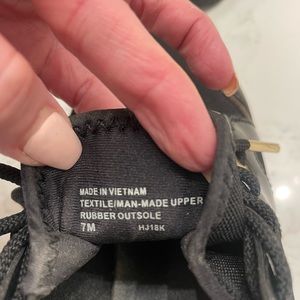 MADE IN VIETNAM
TEXTILE/MAN-MADE UPPER
RUBBER OUTSOLE
7M HJ18K